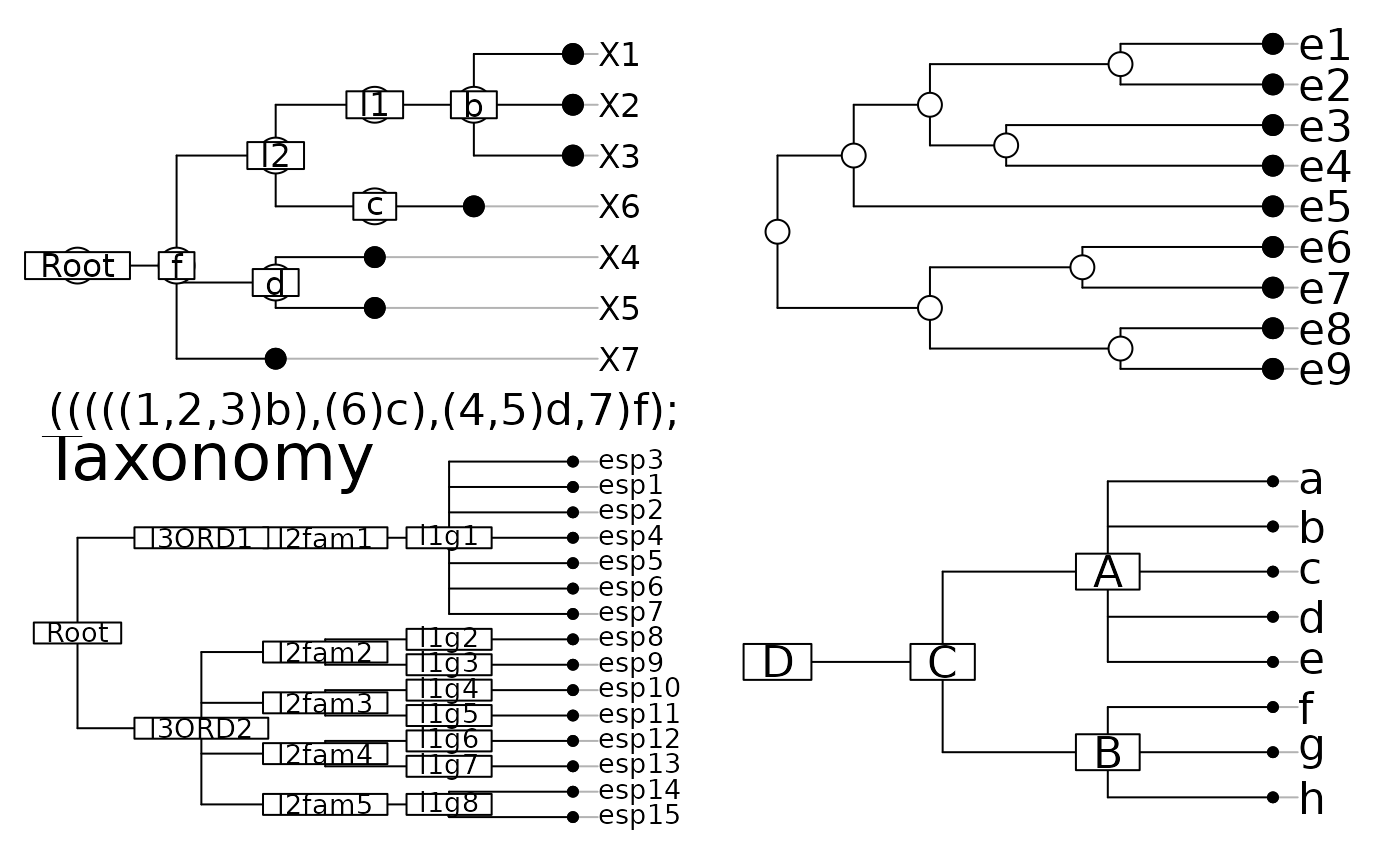 X1
l1
b
X2
l2
X3
c
X6
Root
f
X4
d
X5
X7
(((((1,2,3)b),(6)c),(4,5)d,7)f);
e1
e2
e3
e4
e5
e6
e7
e8
e9
Taxonomy
esp3
esp1
esp2
l3ORD1
l2fam1
l1g1
esp4
esp5
esp6
esp7
Root
l1g2
esp8
l2fam2
l1g3
esp9
l1g4
esp10
l2fam3
l1g5
esp11
l3ORD2
l1g6
esp12
l2fam4
l1g7
esp13
l2fam5
l1g8
esp14
esp15
a
b
A
c
d
D
C
e
f
B
g
h